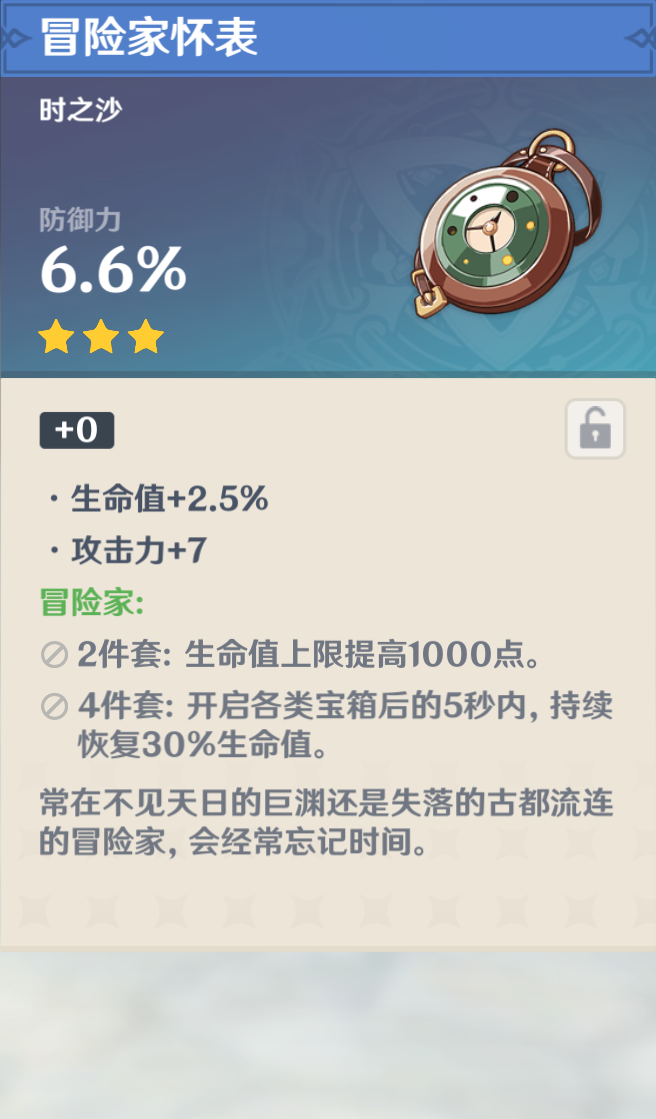 冒险家怀表
时之沙
防御力
6.6%
+0
·生命值+2.5%
·攻击力+7
冒险家:
2件套: 生命值上限提高1000点。
4件套: 开启各类宝箱后的5秒内, 持续
恢复30%生命值。
常在不见天日的巨渊还是失落的古都流连
的冒险家, 会经常忘记时间。